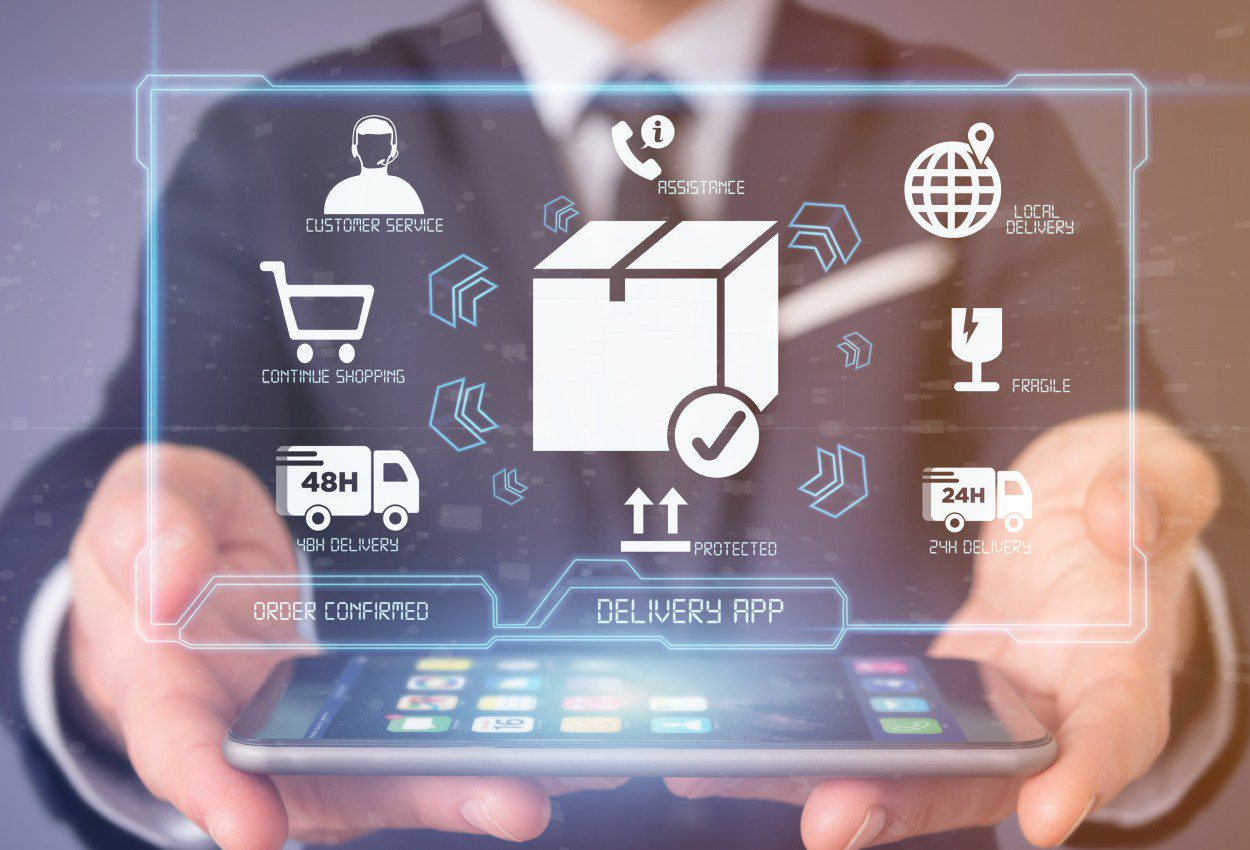 i
ASSISTANCE
CUSTOMER SERVICE
LOCAL
DELIVERY
CONTINUE SHOPPING
FRAGILE
48H
24H
48H DELIVERY
PROTECTED
24H DELIVERY
ORDER CONFIRMED
DELIVERY APP
16